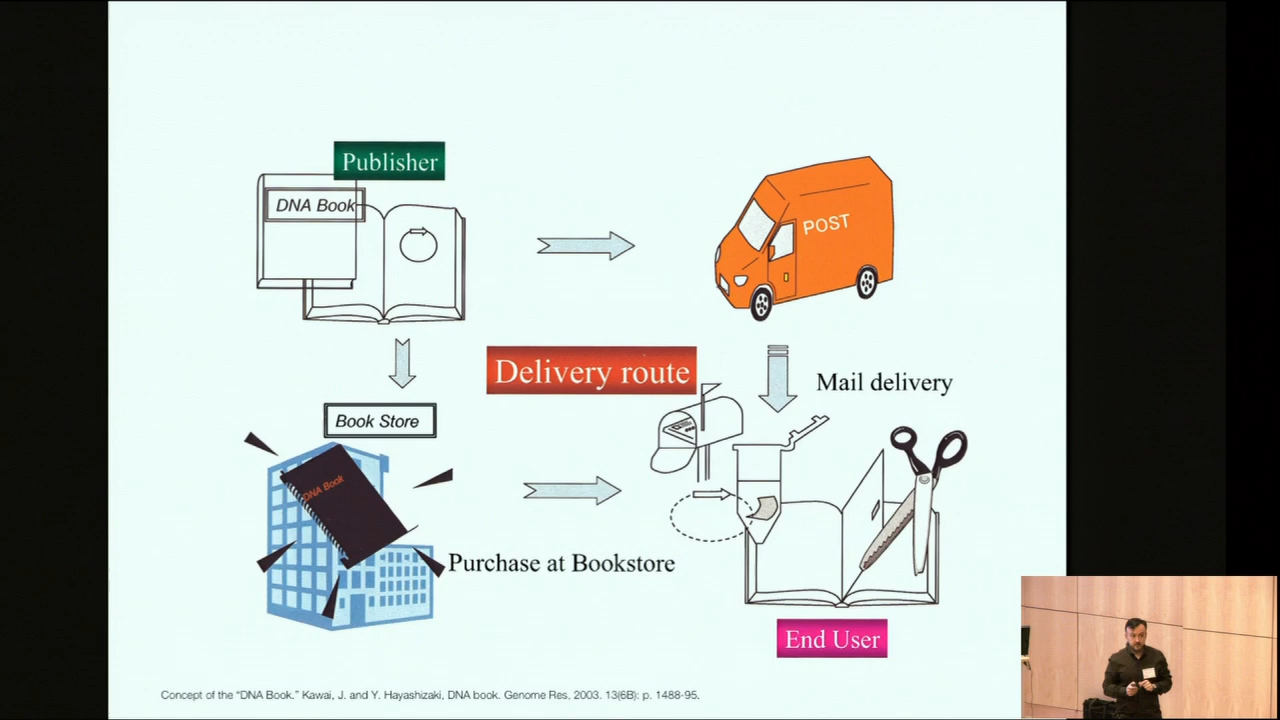 Publisher
DNA Book
POST
Delivery route
Mail delivery
Book Store
DNA Book
Purchase at Bookstore
End User
Concept of the “DNA Book.” Kawai, J. and Y. Hayashizaki, DNA book. Genome Res, 2003. 13(6B): p. 1488-95.